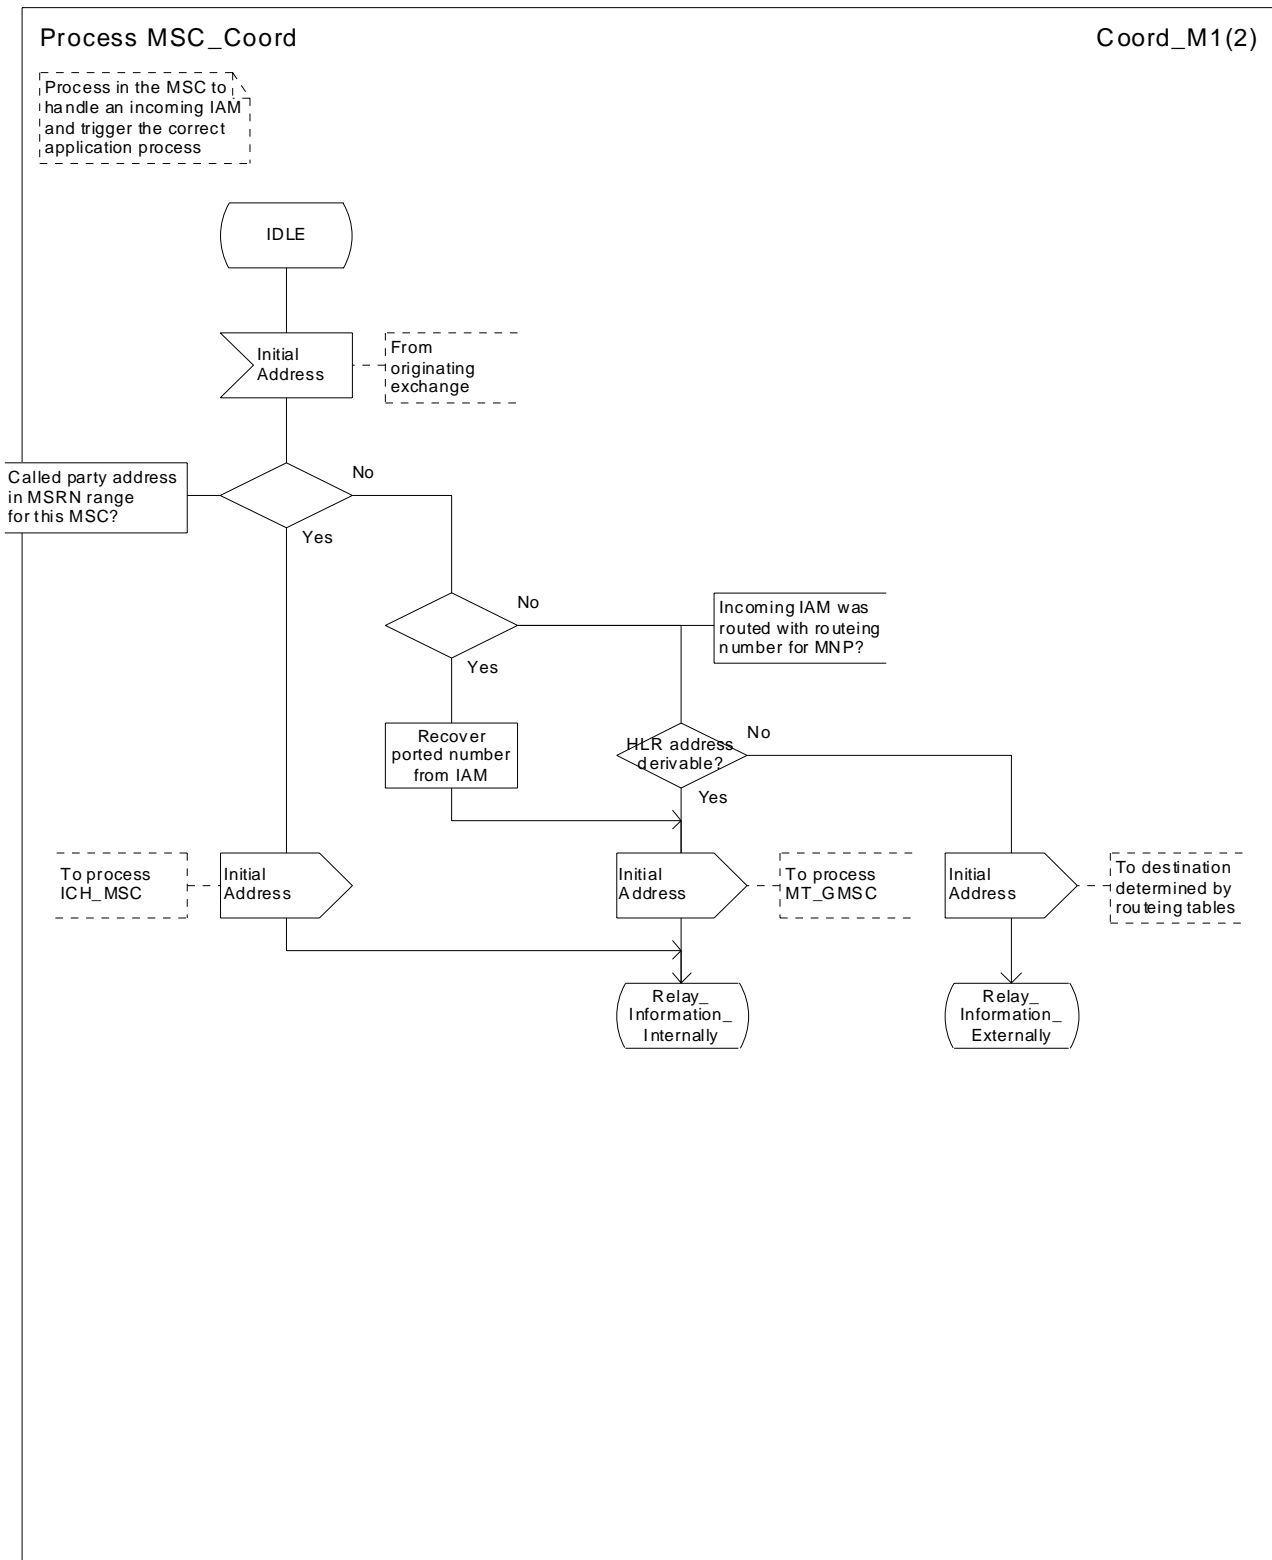 Process MSC_Coord
Coord_M1(2)
Process in the MSC to
handle an incoming IAM
and trigger the correct
application process
IDLE
Initial
Address
From
originating
exchange
Called party address
in MSRN range
for this MSC?
No
Yes
No
Incoming IAM was
routed with routeing
number for MNP?
Yes
Recover
ported number
from IAM
HLR address
derivable?
No
Yes
To process
ICH_MSC
Initial
Address
Initial
Address
To process
MT_GMSC
Initial
Address
To destination
determined by
routeing tables
Relay_
Information_
Internally
Relay_
Information_
Externally